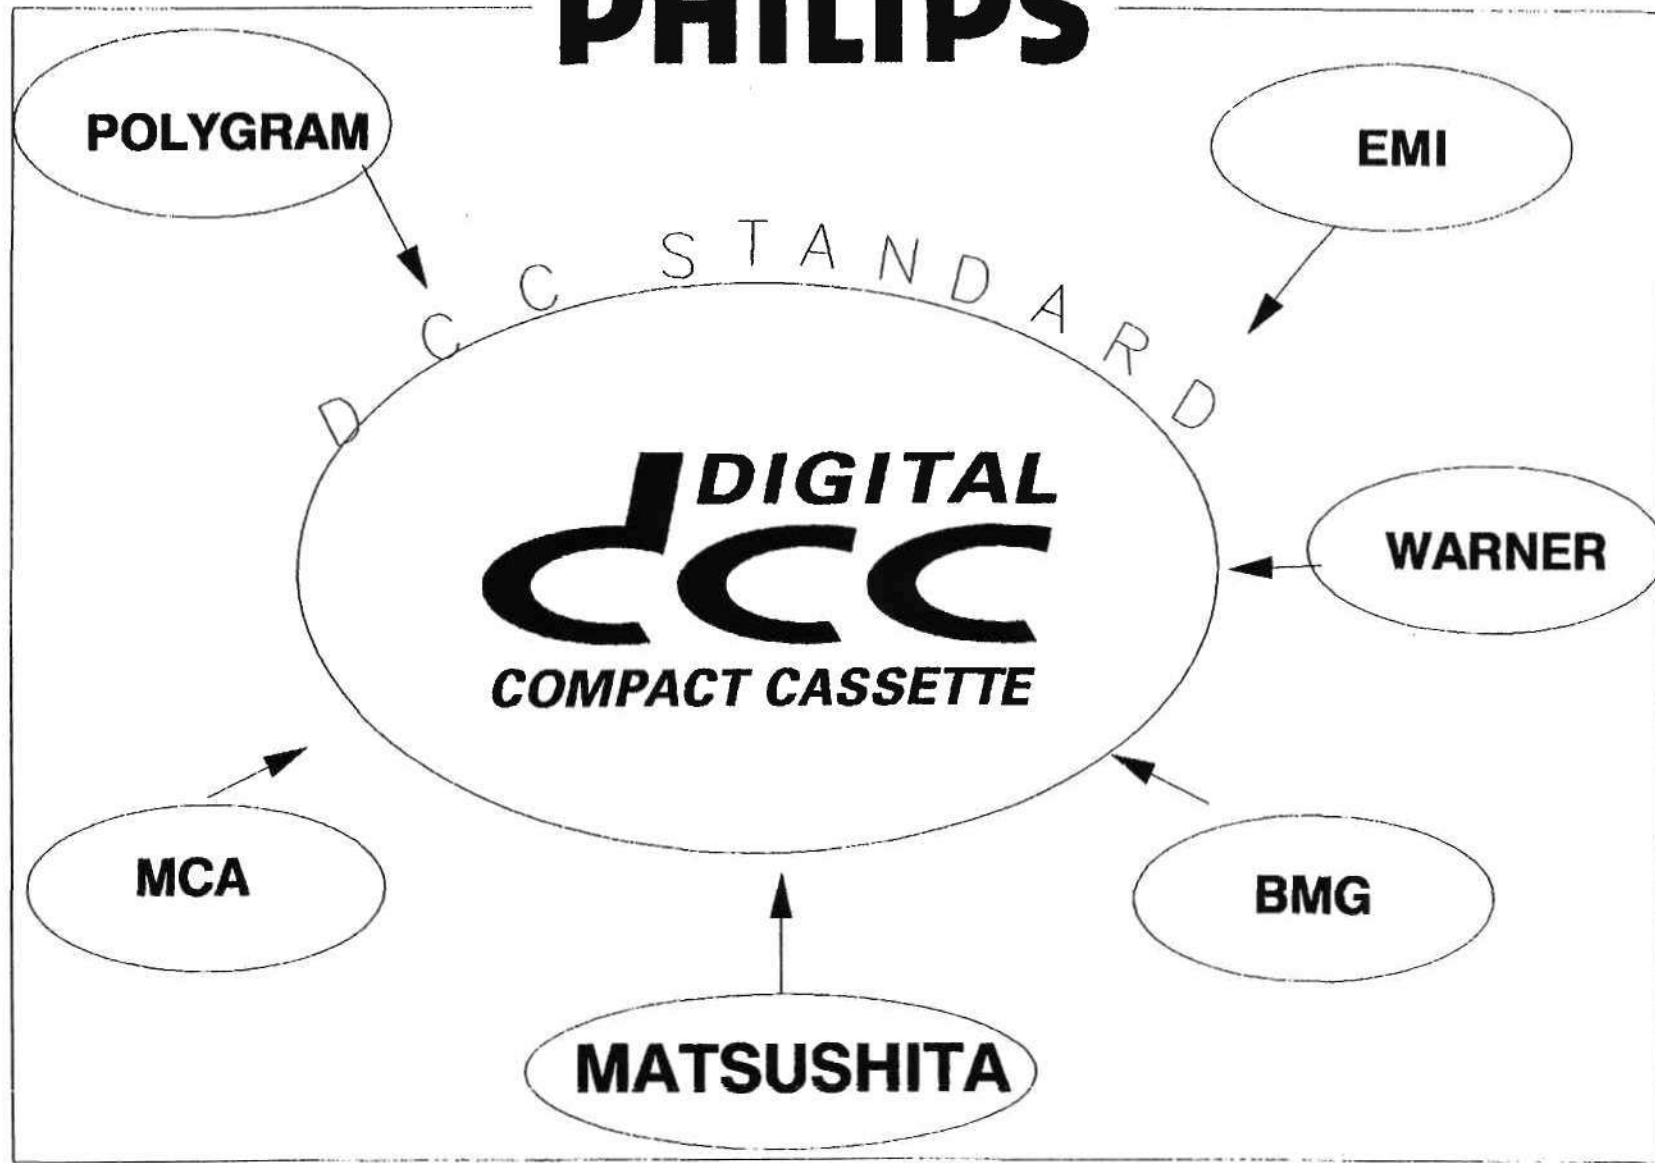 PHILIPS
POLYGRAM
EMI
DCC STANDARD
DIGITAL
dcc
COMPACT CASSETTE
WARNER
MCA
BMG
MATSUSHITA